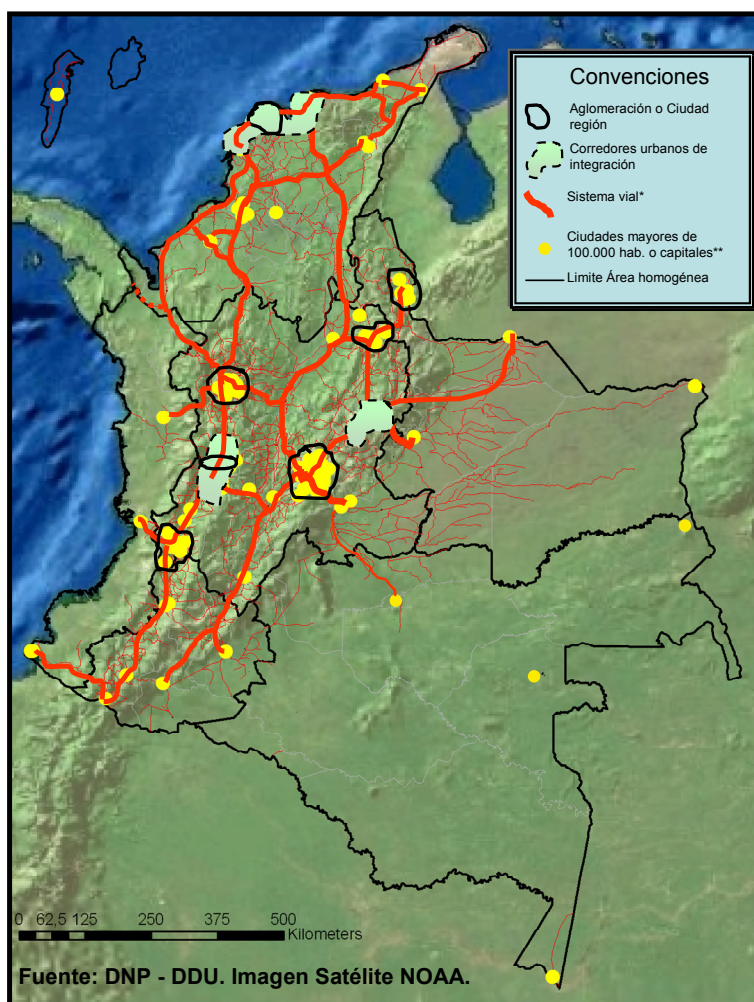 Convenciones
Aglomeración o Ciudad
región
Corredores urbanos de
integración
Sistema vial*
Ciudades mayores de
100.000 hab. o capitales**
Limite Área homogénea
0 62,5 125 250 375 500
Kilometers
Fuente: DNP - DDU. Imagen Satélite NOAA.